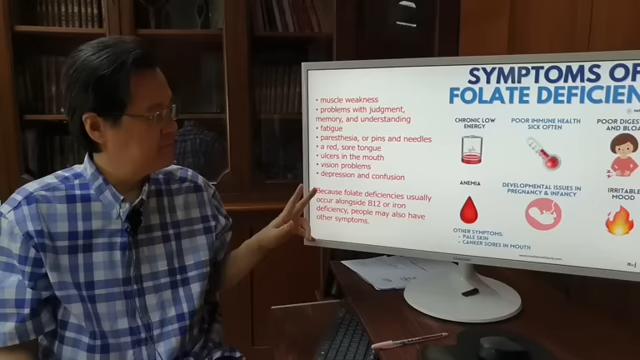 • muscle weakness
• problems with judgment,
memory, and understanding
• fatigue
• paresthesia, or pins and needles
• a red, sore tongue
• ulcers in the mouth
• vision problems
• depression and confusion
Because folate deficiencies usually
occur alongside B12 or iron
deficiency, people may also have
other symptoms.
SYMPTOMS OF
FOLATE DEFICIEN
CHRONIC LOW
ENERGY
POOR IMMUNE HEALTH
SICK OFTEN
POOR DIGES
AND BLOA
ANEMIA
DEVELOPMENTAL ISSUES IN
PREGNANCY & INFANCY
IRRITABLE
MOOD
OTHER SYMPTOMS:
• PALE SKIN
• CANKER SORES IN MOUTH